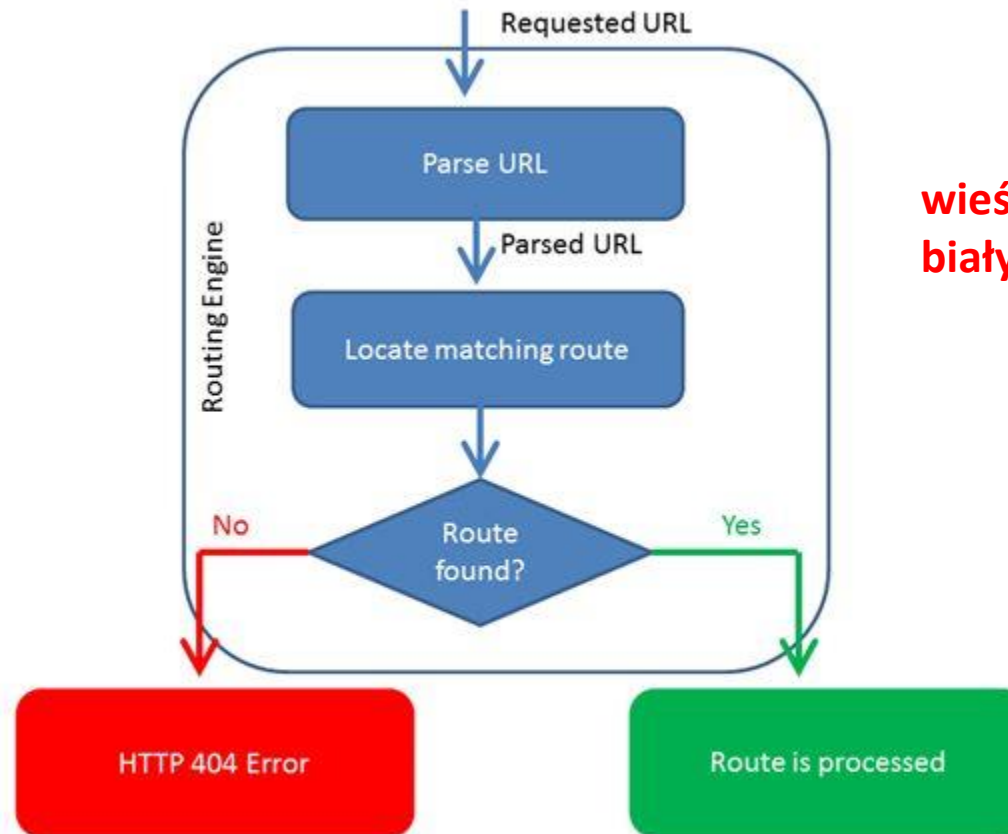 Requested URL
Parse URL
Parsed URL
Routing Engine
Locate matching route
Route
found?
No
Yes
HTTP 404 Error
Route is processed